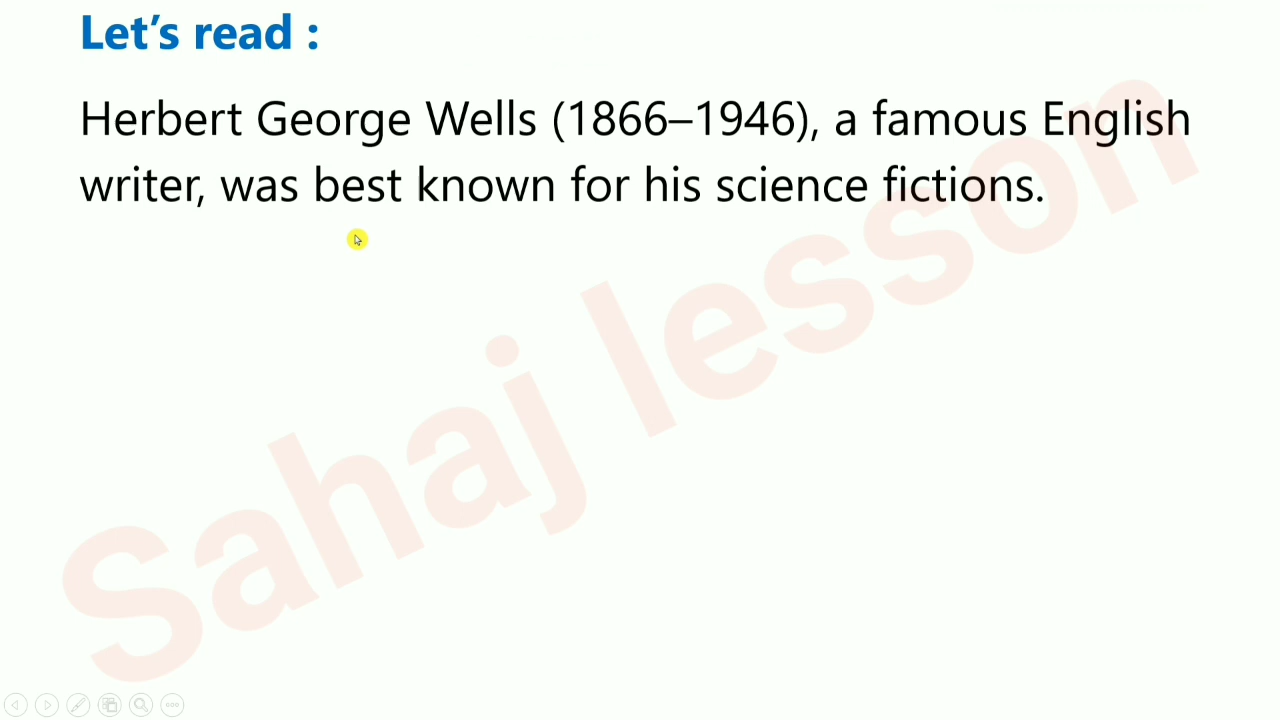 Let’s read :
Herbert George Wells (1866–1946), a famous English
writer, was best known for his science fictions.
Sahaj lesson